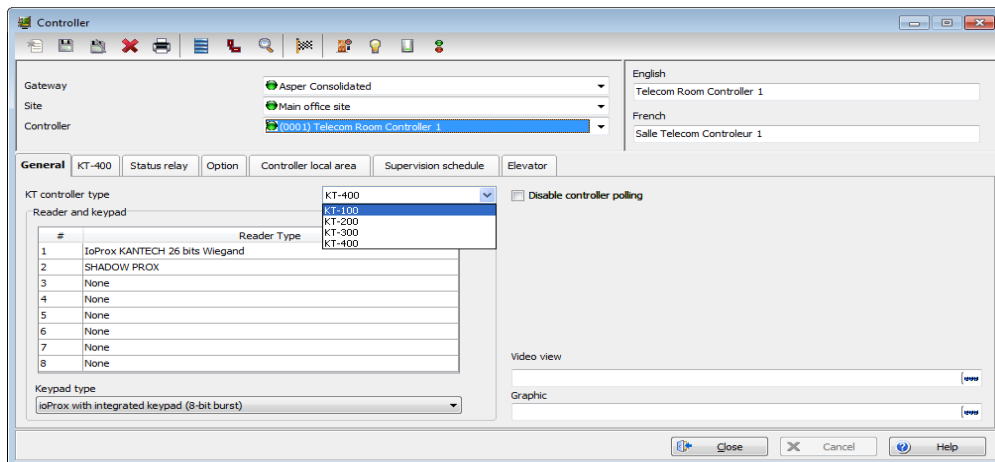 Controller
English
Gateway
Asper Consolidated
Telecom Room Controller 1
Site
Main office site
French
Controller
(0001) Telecom Room Controller 1
Salle Telecom Controleur 1
General
KT-400
Status relay
Option
Controller local area
Supervision schedule
Elevator
KT controller type
KT-400
Disable controller polling
KT-100
KT-200
KT-300
KT-400
Reader and keypad
# Reader Type
1 IoProx KANTECH 26 bits Wiegand
2 SHADOW PROX
3 None
4 None
5 None
6 None
7 None
8 None
Video view
Keypad type
ioProx with integrated keypad (8-bit burst)
Graphic
Close
Cancel
Help